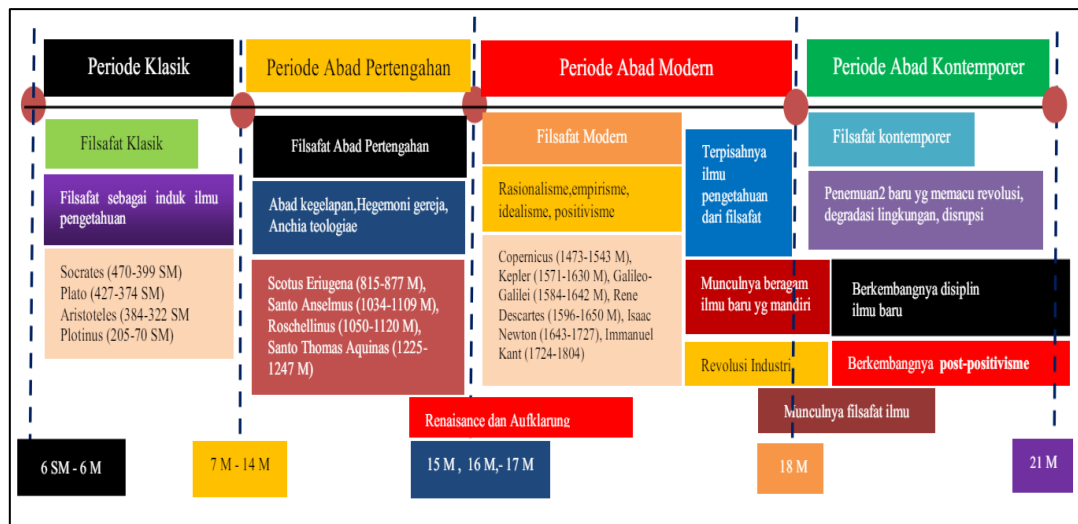 Periode Klasik
Periode Abad Pertengahan
Periode Abad Modern
Periode Abad Kontemporer
Filsafat Klasik
Filsafat sebagai induk ilmu
pengetahuan
Socrates (470-399 SM)
Plato (427-374 SM)
Aristoteles (384-322 SM
Plotinus (205-70 SM)
Filsafat Abad Pertengahan
Abad kegelapan,Hegemoni gereja,
Anchia teologiae
Scotus Eriugena (815-877 M),
Santo Anselmus (1034-1109 M),
Roschellinus (1050-1120 M),
Santo Thomas Aquinas (1225-
1247 M)
Filsafat Modern
Rasionalisme,empirisme,
idealisme, positivisme
Copernicus (1473-1543 M),
Kepler (1571-1630 M), Galileo-
Galilei (1584-1642 M), Rene
Descartes (1596-1650 M), Isaac
Newton (1643-1727), Immanuel
Kant (1724-1804)
Terpisahnya
ilmu
pengetahuan
dari filsafat
Munculnya beragam
ilmu baru yg mandiri
Revolusi Industri
Filsafat kontemporer
Penemuan2 baru yg memacu revolusi,
degradasi lingkungan, disrupsi
Berkembangnya disiplin
ilmu baru
Berkembangnya post-positivisme
Munculnya filsafat ilmu
Renaisance dan Aufklarung
6 SM - 6 M
7 M - 14 M
15 M , 16 M,- 17 M
18 M
21 M